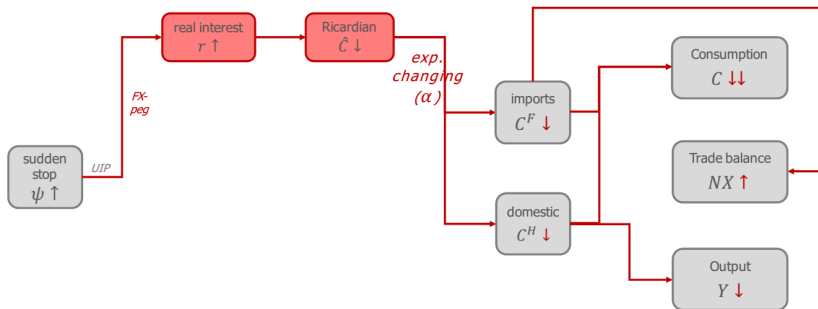 real interest
r ↑
Ricardian
Ĉ ↓
exp.
changing
(α)
FX-
peg
sudden
stop
ψ ↑
UIP
imports
C^F ↓
domestic
C^H ↓
Consumption
C ↓↓
Trade balance
NX ↑
Output
Y ↓